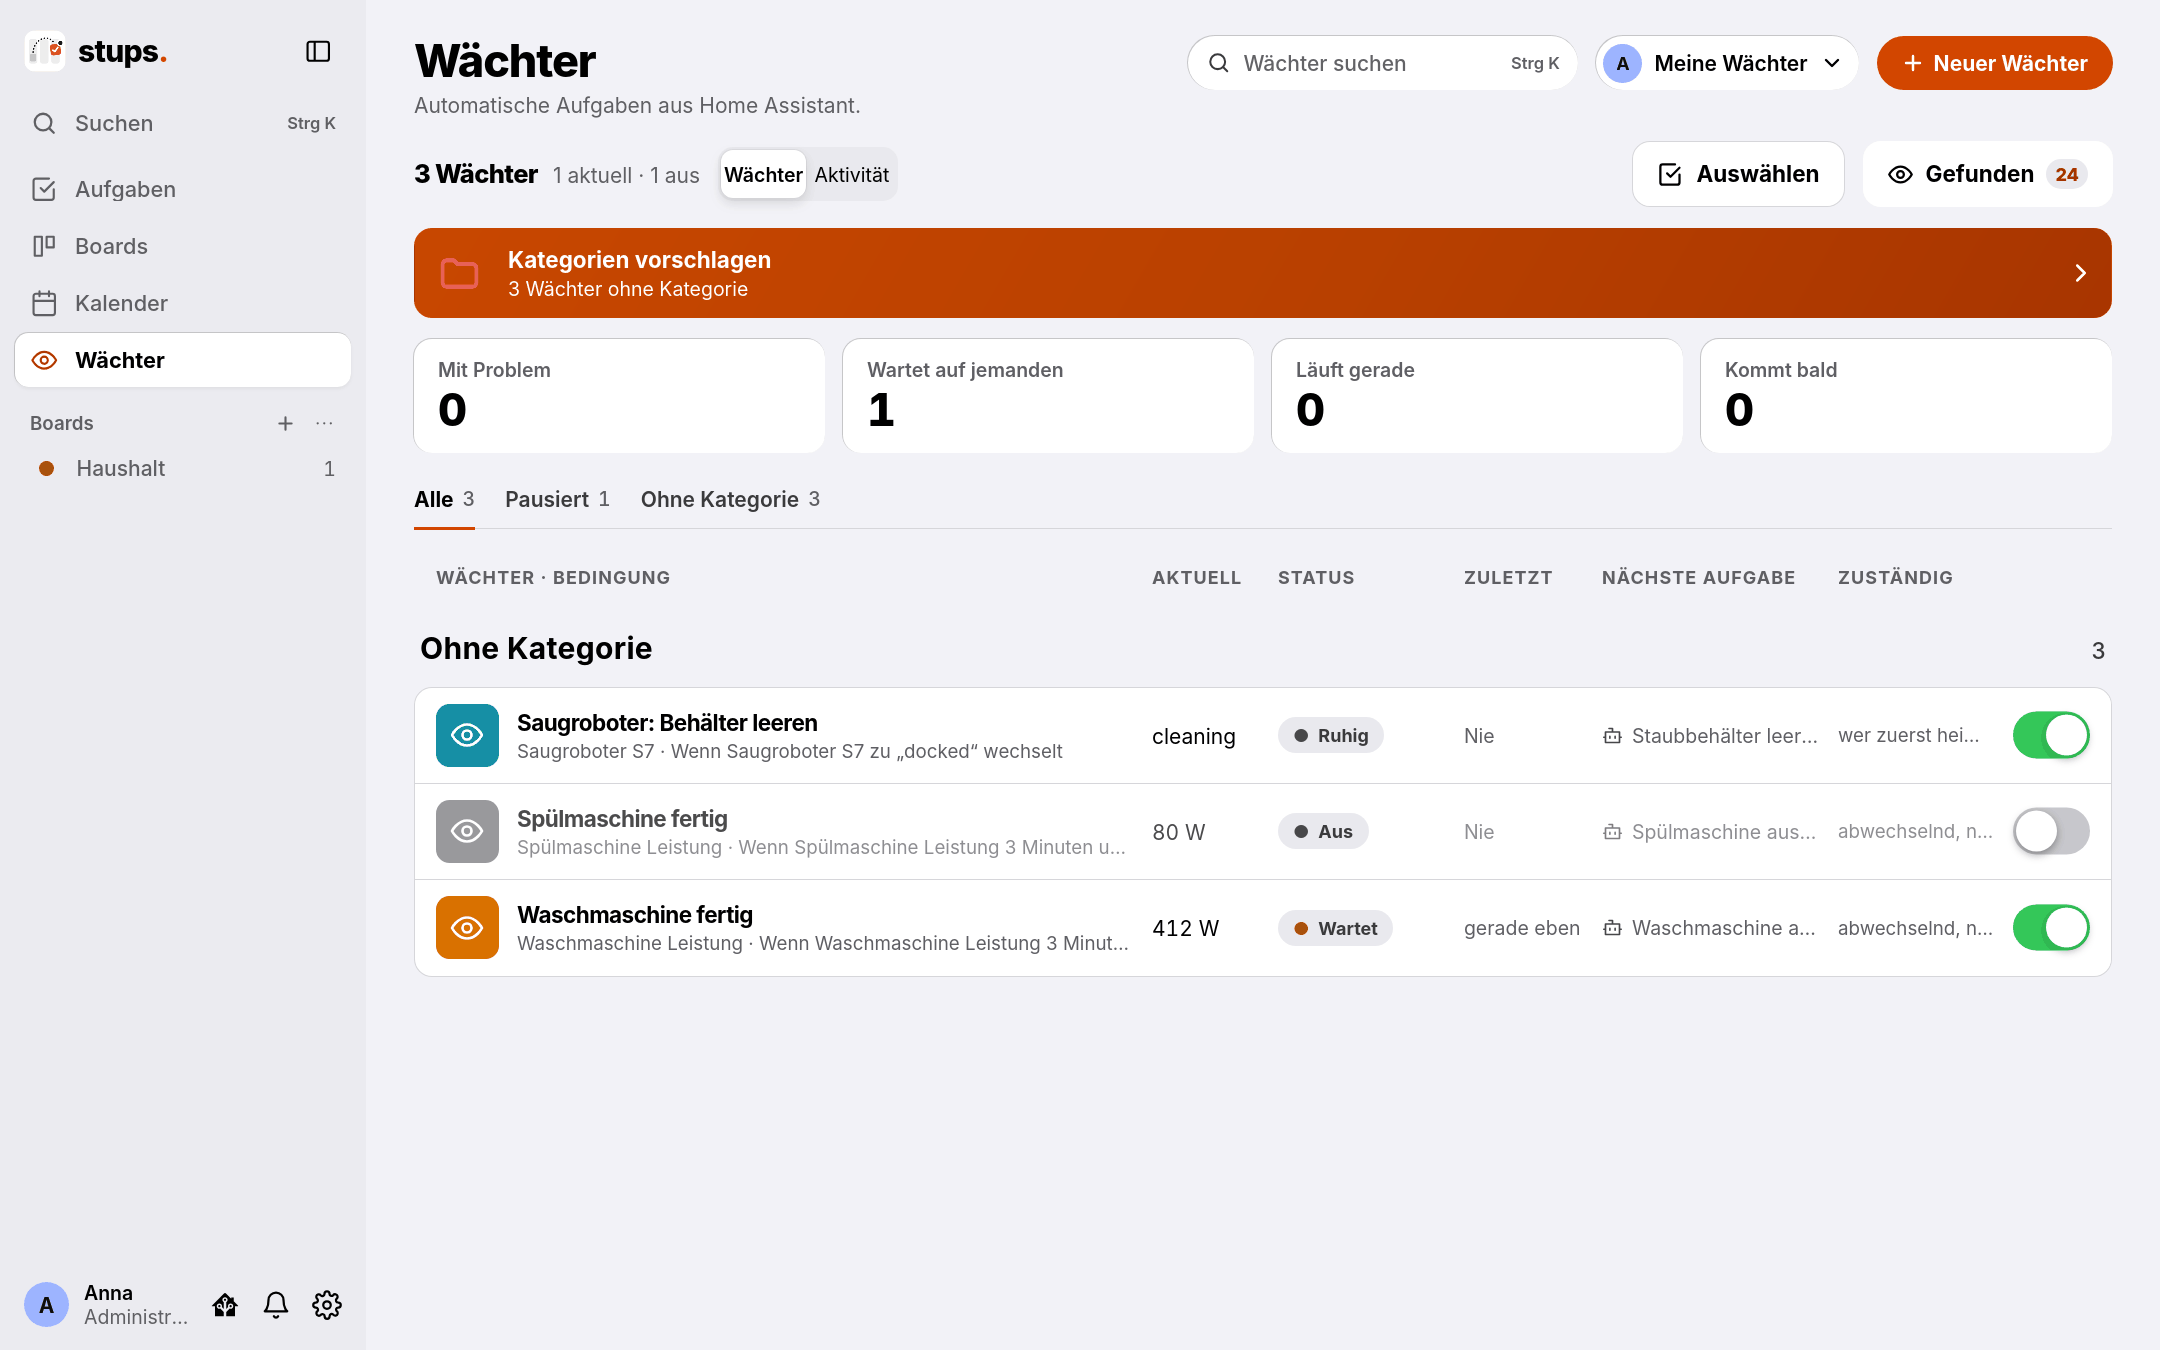 stups.
Suchen Strg K
Aufgaben
Boards
Kalender
Wächter
Boards
Haushalt 1
Anna
Administr...
Wächter
Automatische Aufgaben aus Home Assistant.
Wächter suchen Strg K
A Meine Wächter
Neuer Wächter
3 Wächter 1 aktuell · 1 aus
Wächter Aktivität
Auswählen
Gefunden 24
Kategorien vorschlagen
3 Wächter ohne Kategorie
Mit Problem
0
Wartet auf jemanden
1
Läuft gerade
0
Kommt bald
0
Alle 3 Pausiert 1 Ohne Kategorie 3
WÄCHTER · BEDINGUNG AKTUELL STATUS ZULETZT NÄCHSTE AUFGABE ZUSTÄNDIG
Ohne Kategorie 3
Saugroboter: Behälter leeren
Saugroboter S7 · Wenn Saugroboter S7 zu „docked“ wechselt
cleaning Ruhig Nie Staubbehälter leer... wer zuerst hei...
Spülmaschine fertig
Spülmaschine Leistung · Wenn Spülmaschine Leistung 3 Minuten u...
80 W Aus Nie Spülmaschine aus... abwechselnd, n...
Waschmaschine fertig
Waschmaschine Leistung · Wenn Waschmaschine Leistung 3 Minut...
412 W Wartet gerade eben Waschmaschine a... abwechselnd, n...
A